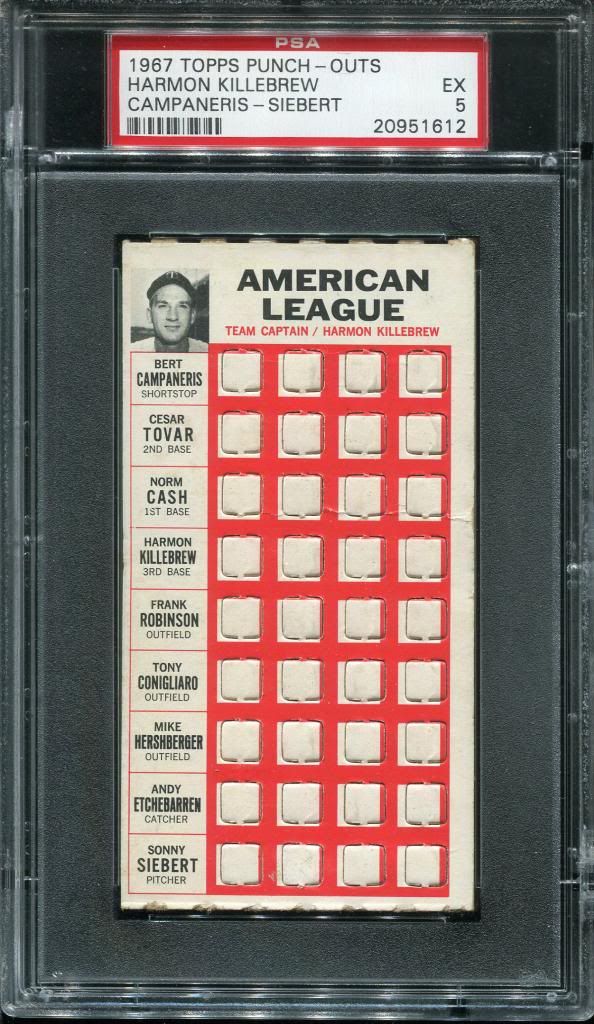 PSA
1967 TOPPS PUNCH-OUTS
HARMON KILLEBREW EX
CAMPANERIS-SIEBERT 5
20951612
AMERICAN
LEAGUE
TEAM CAPTAIN / HARMON KILLEBREW
BERT
CAMPANERIS
SHORTSTOP
CESAR
TOVAR
2ND BASE
NORM
CASH
1ST BASE
HARMON
KILLEBREW
3RD BASE
FRANK
ROBINSON
OUTFIELD
TONY
CONIGLIARO
OUTFIELD
MIKE
HERSHBERGER
OUTFIELD
ANDY
ETCHEBARREN
CATCHER
SONNY
SIEBERT
PITCHER